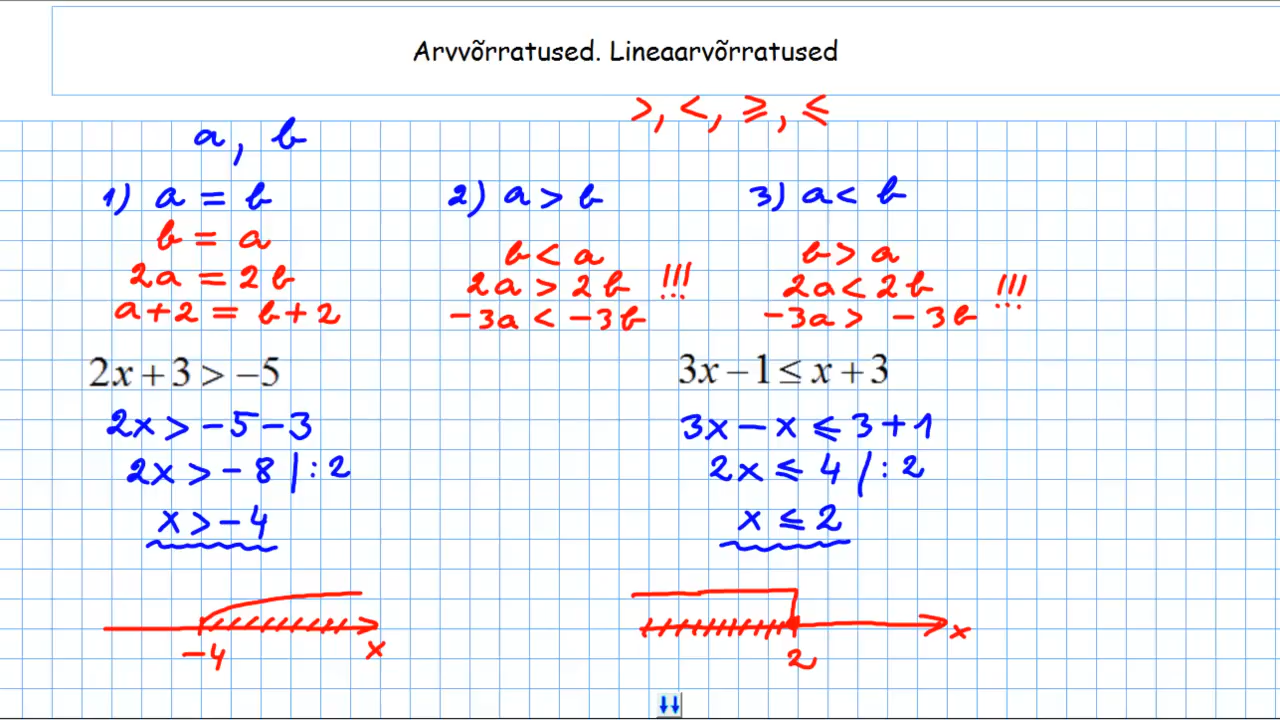 Arvvõrratused. Lineaarvõrratused
>, <, ≥, ≤
a, b
1) a = b
b = a
2a = 2b
a+2 = b+2
2) a > b
b < a
2a > 2b !!!
-3a < -3b
3) a < b
b > a
2a < 2b !!!
-3a > -3b
2x + 3 > -5
2x > -5 - 3
2x > -8 | : 2
x > -4
-4 x
3x - 1 ≤ x + 3
3x - x ≤ 3 + 1
2x ≤ 4 | : 2
x ≤ 2
2 x